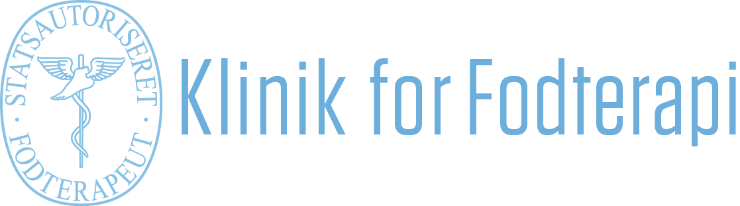 · STATSAUTORISERET ·
FODTERAPEUT
Klinik for Fodterapi